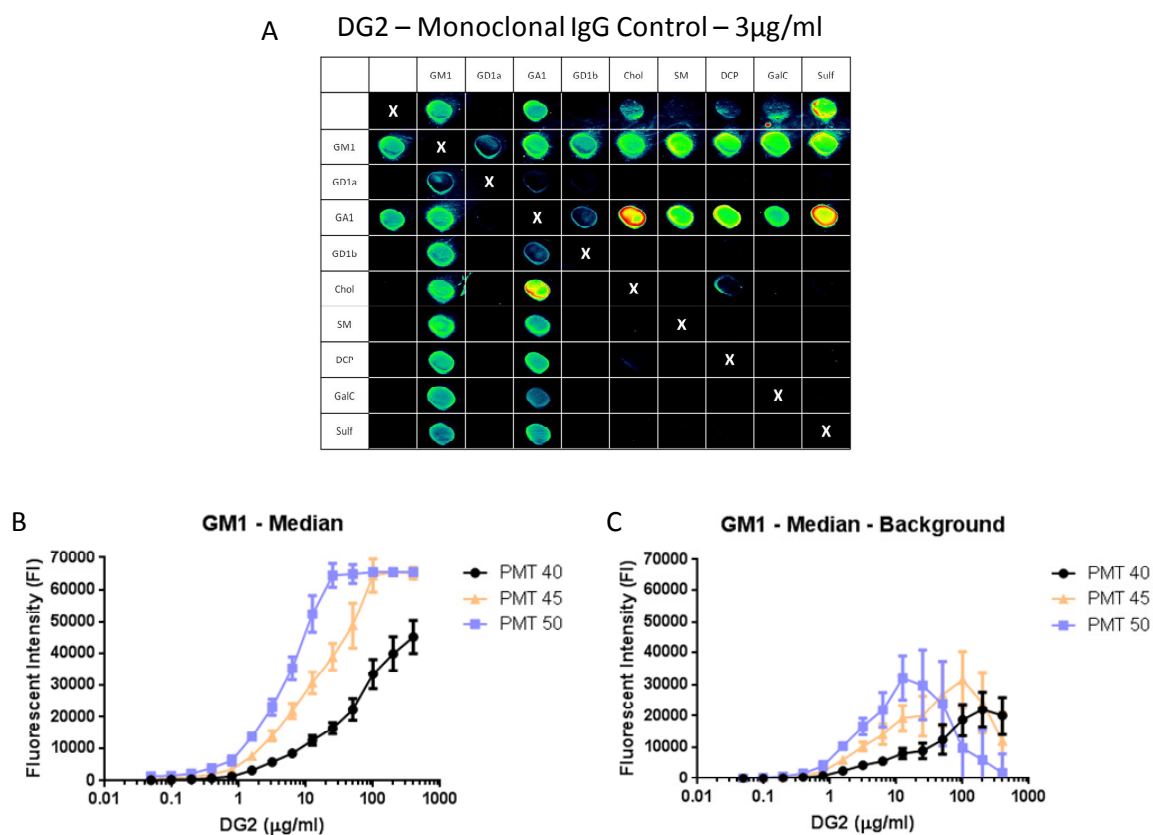 A
DG2 – Monoclonal IgG Control – 3µg/ml
GM1 GD1a GA1 GD1b Chol SM DCP GalC Sulf
X
GM1 X
GD1a X
GA1 X
GD1b X
Chol X
SM X
DCP X
GalC X
Sulf X
B
GM1 - Median
Fluorescent Intensity (FI)
70000
60000
50000
40000
30000
20000
10000
0
0.01 0.1 1 10 100 1000
DG2 (µg/ml)
PMT 40
PMT 45
PMT 50
C
GM1 - Median - Background
Fluorescent Intensity (FI)
70000
60000
50000
40000
30000
20000
10000
0
0.01 0.1 1 10 100 1000
DG2 (µg/ml)
PMT 40
PMT 45
PMT 50